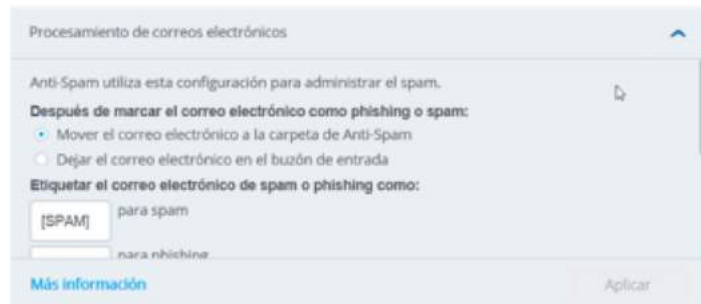 Procesamiento de correos electrónicos
Anti-Spam utiliza esta configuración para administrar el spam.
Después de marcar el correo electrónico como phishing o spam:
Mover el correo electrónico a la carpeta de Anti-Spam
Dejar el correo electrónico en el buzón de entrada
Etiquetar el correo electrónico de spam o phishing como:
[SPAM] para spam
para phishing
Más información
Aplicar